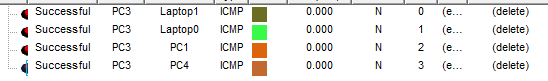 Successful PC3 Laptop1 ICMP 0.000 N 0 (e... (delete)
Successful PC3 Laptop0 ICMP 0.000 N 1 (e... (delete)
Successful PC3 PC1 ICMP 0.000 N 2 (e... (delete)
Successful PC3 PC4 ICMP 0.000 N 3 (e... (delete)